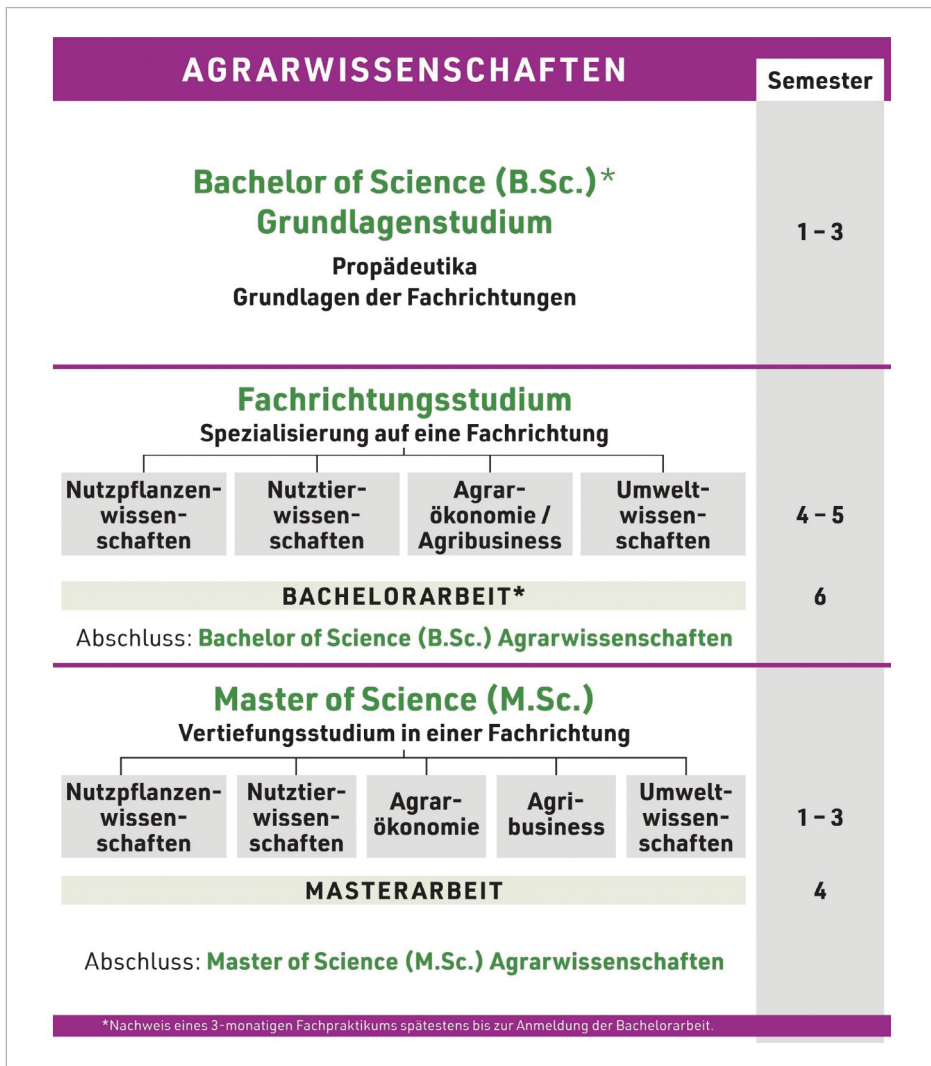 AGRARWISSENSCHAFTEN
Semester
Bachelor of Science (B.Sc.)*
Grundlagenstudium
Propädeutika
Grundlagen der Fachrichtungen
1 – 3
Fachrichtungsstudium
Spezialisierung auf eine Fachrichtung
Nutzpflanzen-
wissen-
schaften
Nutztier-
wissen-
schaften
Agrar-
ökonomie /
Agribusiness
Umwelt-
wissen-
schaften
4 – 5
BACHELORARBEIT*
6
Abschluss: Bachelor of Science (B.Sc.) Agrarwissenschaften
Master of Science (M.Sc.)
Vertiefungsstudium in einer Fachrichtung
Nutzpflanzen-
wissen-
schaften
Nutztier-
wissen-
schaften
Agrar-
ökonomie
Agri-
business
Umwelt-
wissen-
schaften
1 – 3
MASTERARBEIT
4
Abschluss: Master of Science (M.Sc.) Agrarwissenschaften
*Nachweis eines 3-monatigen Fachpraktikums spätestens bis zur Anmeldung der Bachelorarbeit.